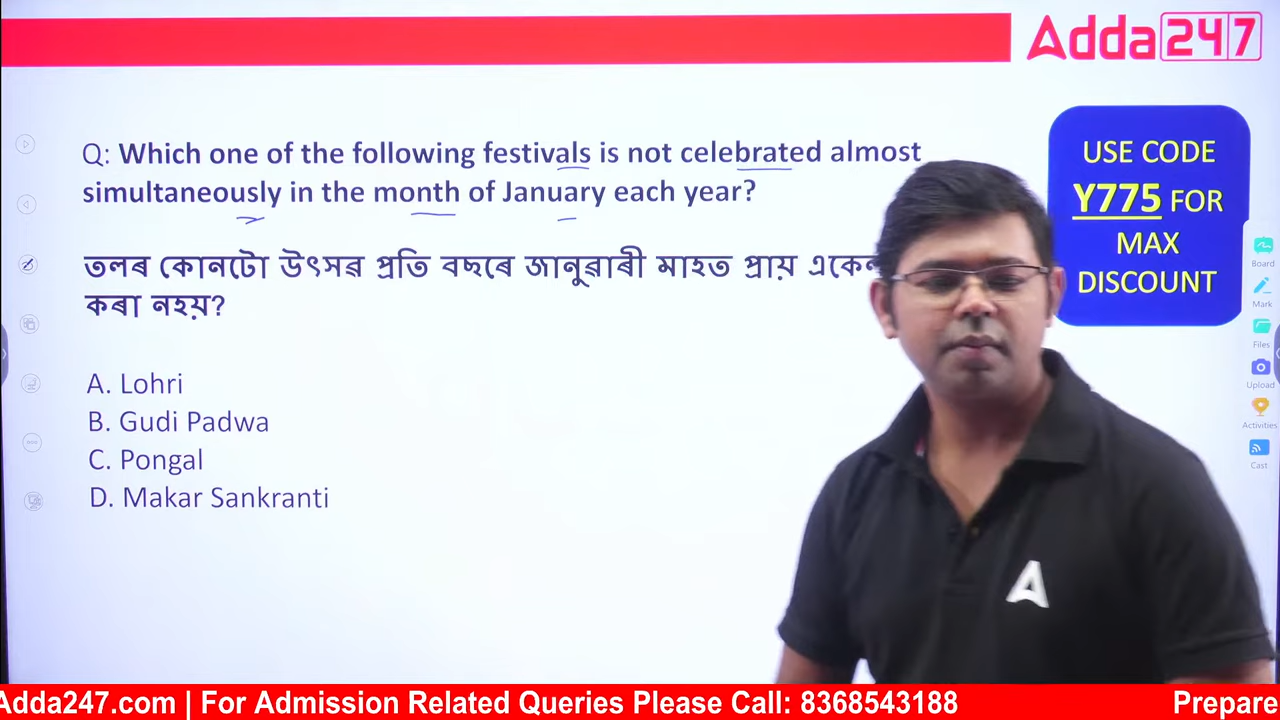 Adda247
Q: Which one of the following festivals is not celebrated almost
simultaneously in the month of January each year?
তলৰ কোনটো উৎসৱ প্ৰতি বছৰে জানুৱাৰী মাহত প্ৰায়
কৰা নহয়?
A. Lohri
B. Gudi Padwa
C. Pongal
D. Makar Sankranti
USE CODE
Y775 FOR
MAX
DISCOUNT
Board
Mark
Files
Upload
Activities
Cast
Adda247.com | For Admission Related Queries Please Call: 8368543188 Prepare